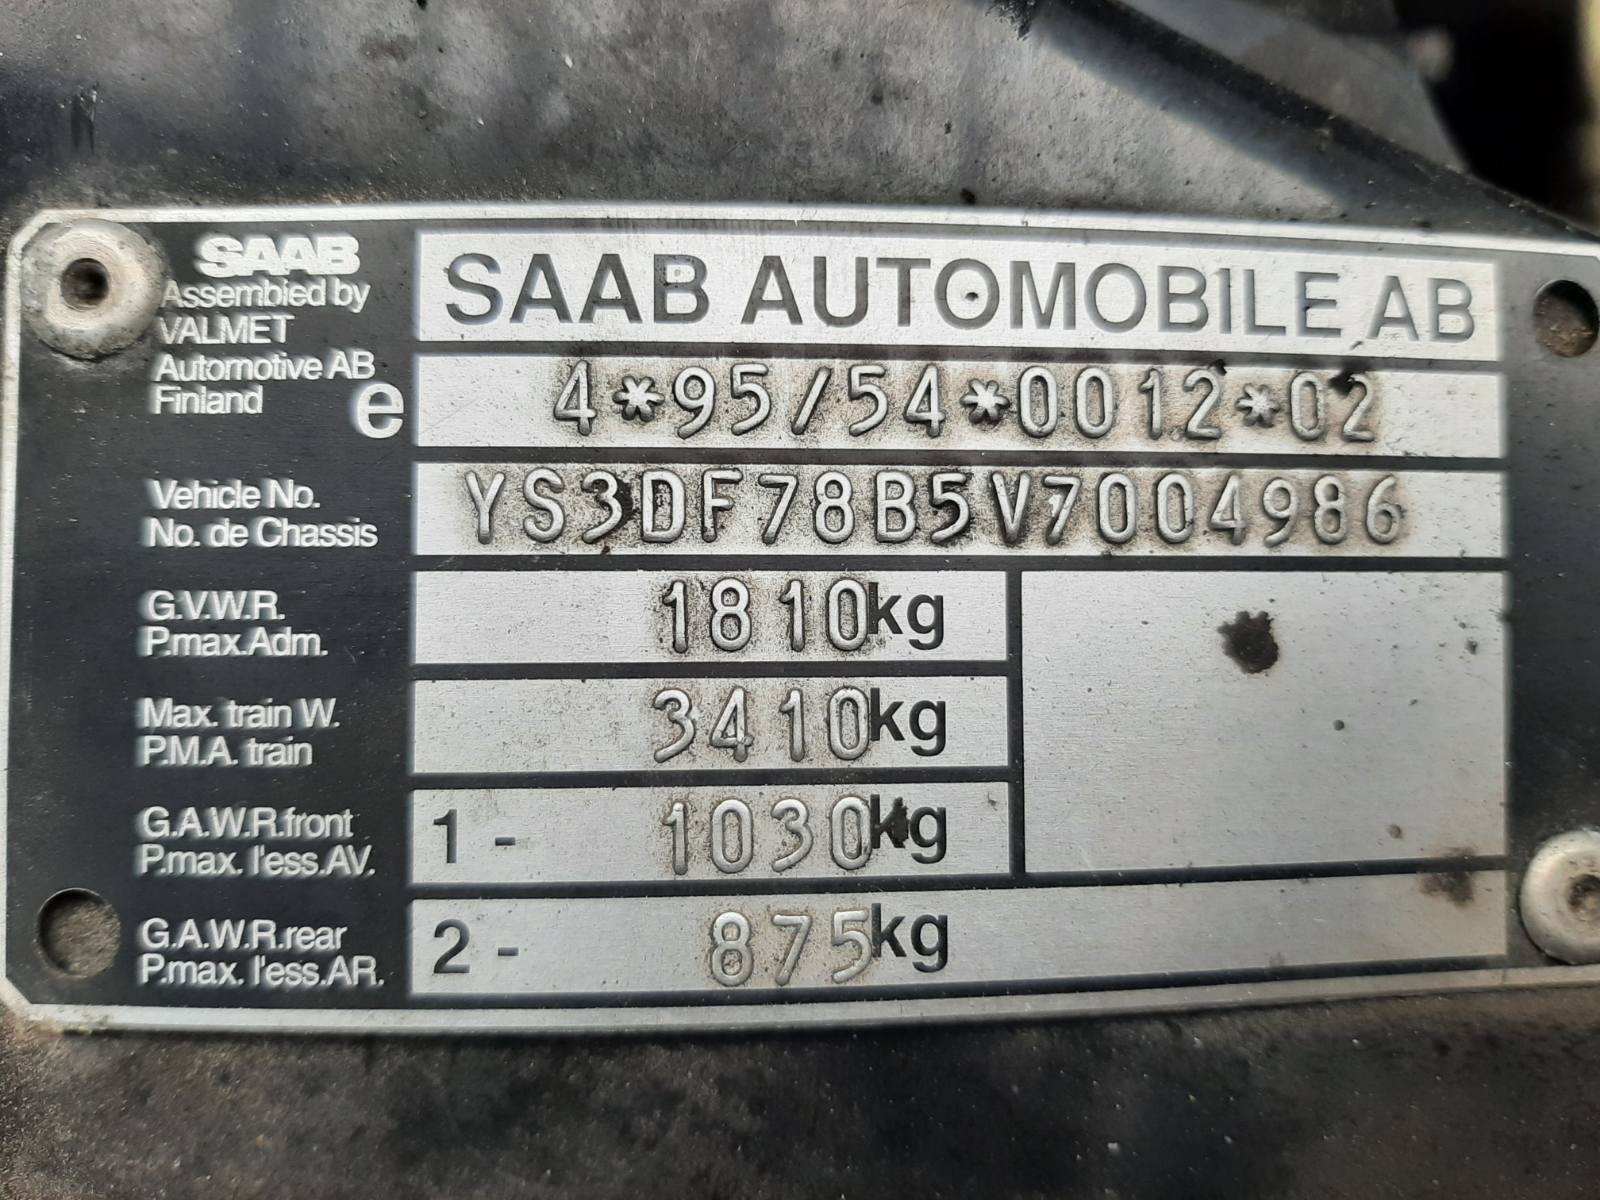 SAAB
Assembled by
VALMET
Automotive AB
Finland
SAAB AUTOMOBILE AB
e 4*95/54*0012*02
Vehicle No.
No. de Chassis
YS3DF78B5V7004986
G.V.W.R.
P.max.Adm.
1810kg
Max. train W.
P.M.A. train
3410kg
G.A.W.R.front
P.max. l'ess.AV.
1 - 1030kg
G.A.W.R.rear
P.max. l'ess.AR.
2 - 875kg